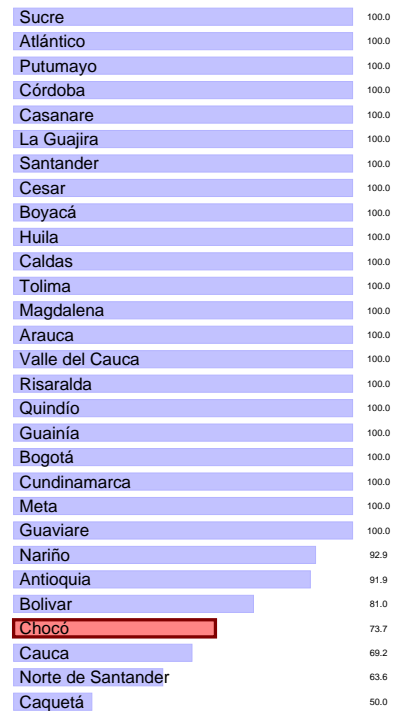 Sucre 100.0
Atlántico 100.0
Putumayo 100.0
Córdoba 100.0
Casanare 100.0
La Guajira 100.0
Santander 100.0
Cesar 100.0
Boyacá 100.0
Huila 100.0
Caldas 100.0
Tolima 100.0
Magdalena 100.0
Arauca 100.0
Valle del Cauca 100.0
Risaralda 100.0
Quindío 100.0
Guainía 100.0
Bogotá 100.0
Cundinamarca 100.0
Meta 100.0
Guaviare 100.0
Nariño 92.9
Antioquia 91.9
Bolivar 81.0
Chocó 73.7
Cauca 69.2
Norte de Santander 63.6
Caquetá 50.0